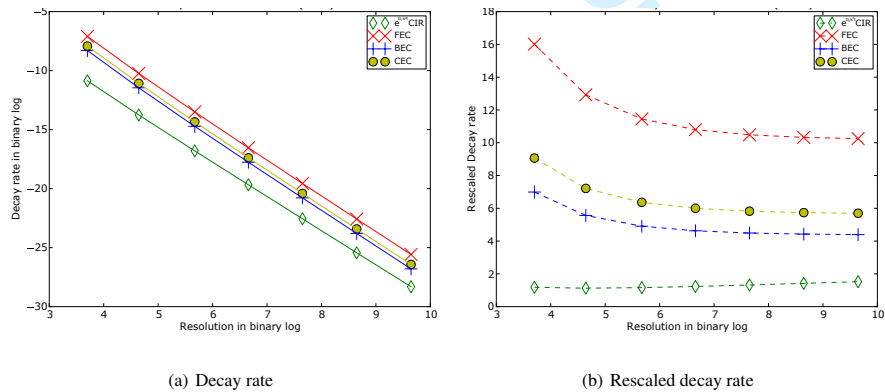 −5
−10
−15
−20
−25
−30
3
4
5
6
7
8
9
10
Decay rate in binary log
Resolution in binary log
CIR
FEC
BEC
CEC
(a) Decay rate
18
16
14
12
10
8
6
4
2
0
3
4
5
6
7
8
9
10
Rescaled Decay rate
Resolution in binary log
CIR
FEC
BEC
CEC
(b) Rescaled decay rate